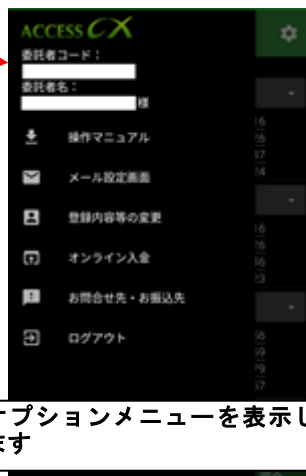 ACCESS CX
委託者コード：
委託者名：
様
操作マニュアル
メール設定画面
登録内容等の変更
オンライン入金
お問合せ先・お振込先
ログアウト
オプションメニューを表示し
ます